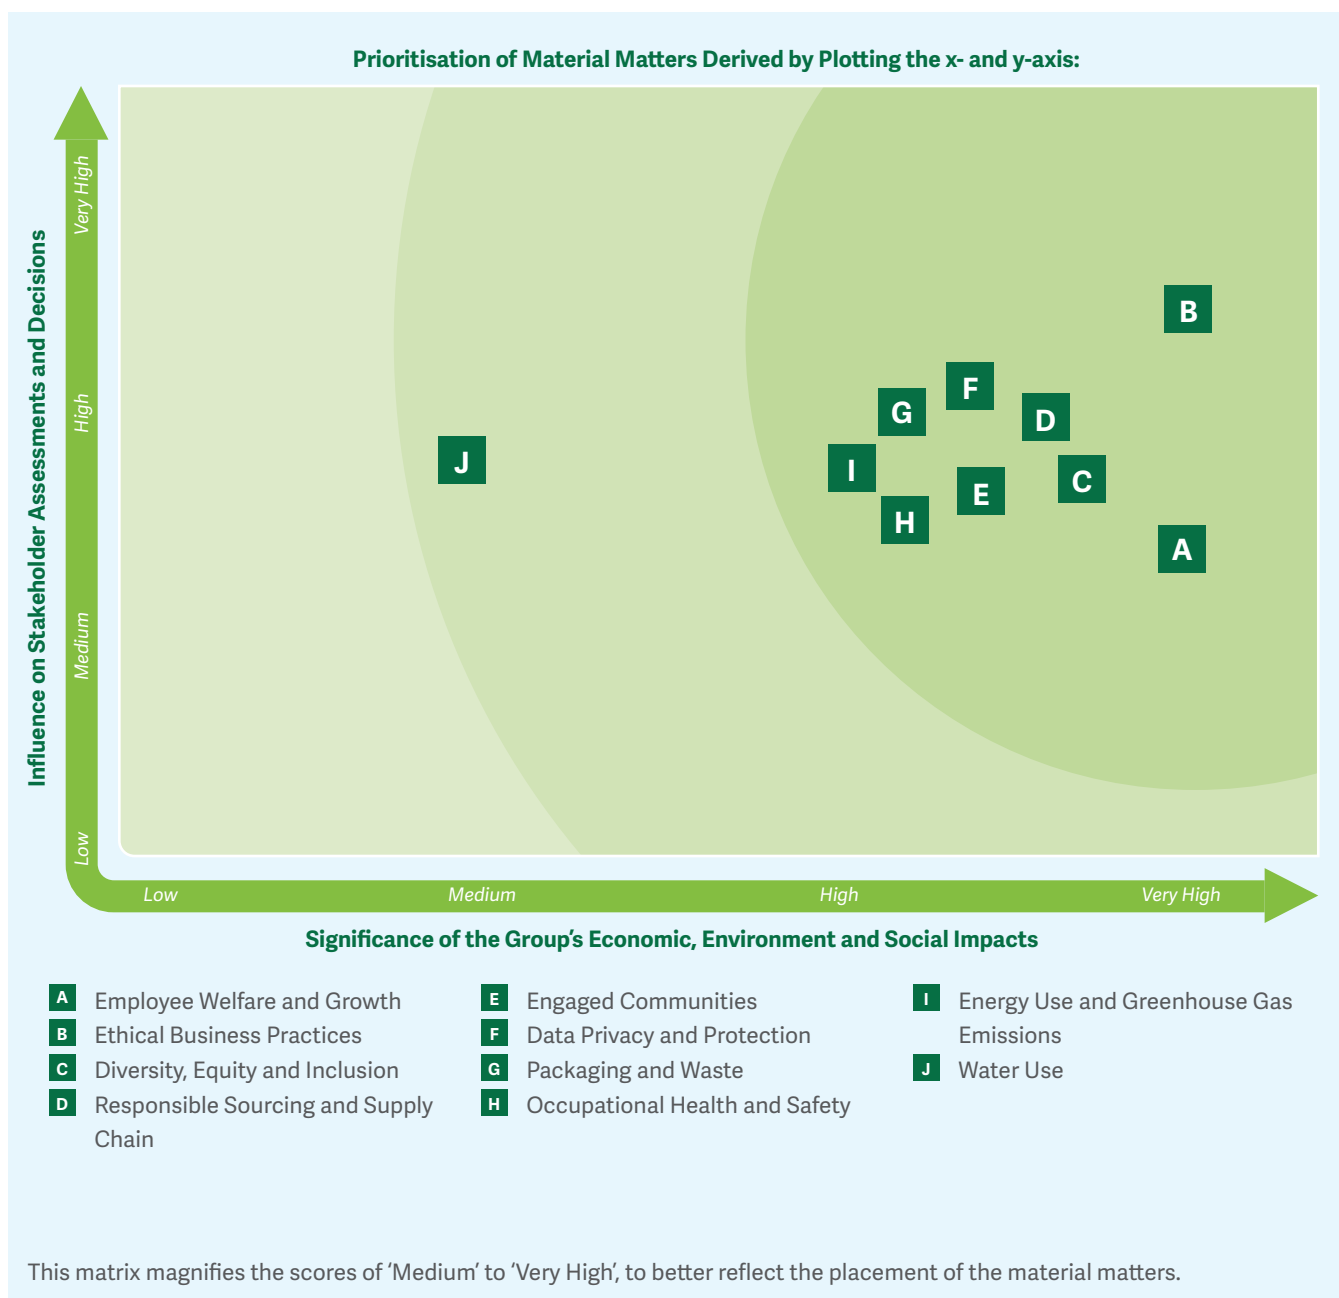 Prioritisation of Material Matters Derived by Plotting the x- and y-axis:
Influence on Stakeholder Assessments and Decisions
Very High
High
Medium
Low
B
F
G
D
J
I
C
E
H
A
Low
Medium
High
Very High
Significance of the Group’s Economic, Environment and Social Impacts
A Employee Welfare and Growth
B Ethical Business Practices
C Diversity, Equity and Inclusion
D Responsible Sourcing and Supply
Chain
E Engaged Communities
F Data Privacy and Protection
G Packaging and Waste
H Occupational Health and Safety
I Energy Use and Greenhouse Gas
Emissions
J Water Use
This matrix magnifies the scores of ‘Medium’ to ‘Very High’, to better reflect the placement of the material matters.